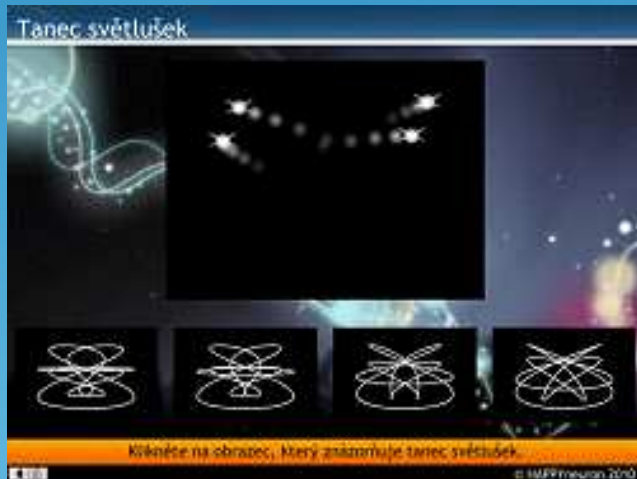 Tanec světlušek
Klikněte na obrazec, který znázorňuje tanec světlušek.
© HAPPYneuron 2010